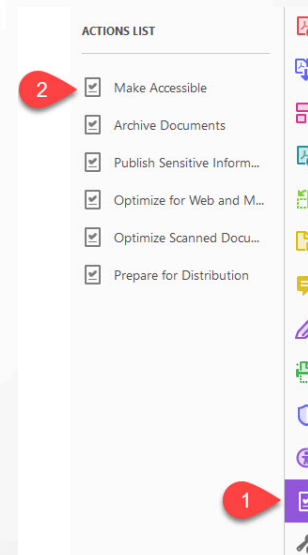 ACTIONS LIST
2
Make Accessible
Archive Documents
Publish Sensitive Inform...
Optimize for Web and M...
Optimize Scanned Docu...
Prepare for Distribution
1